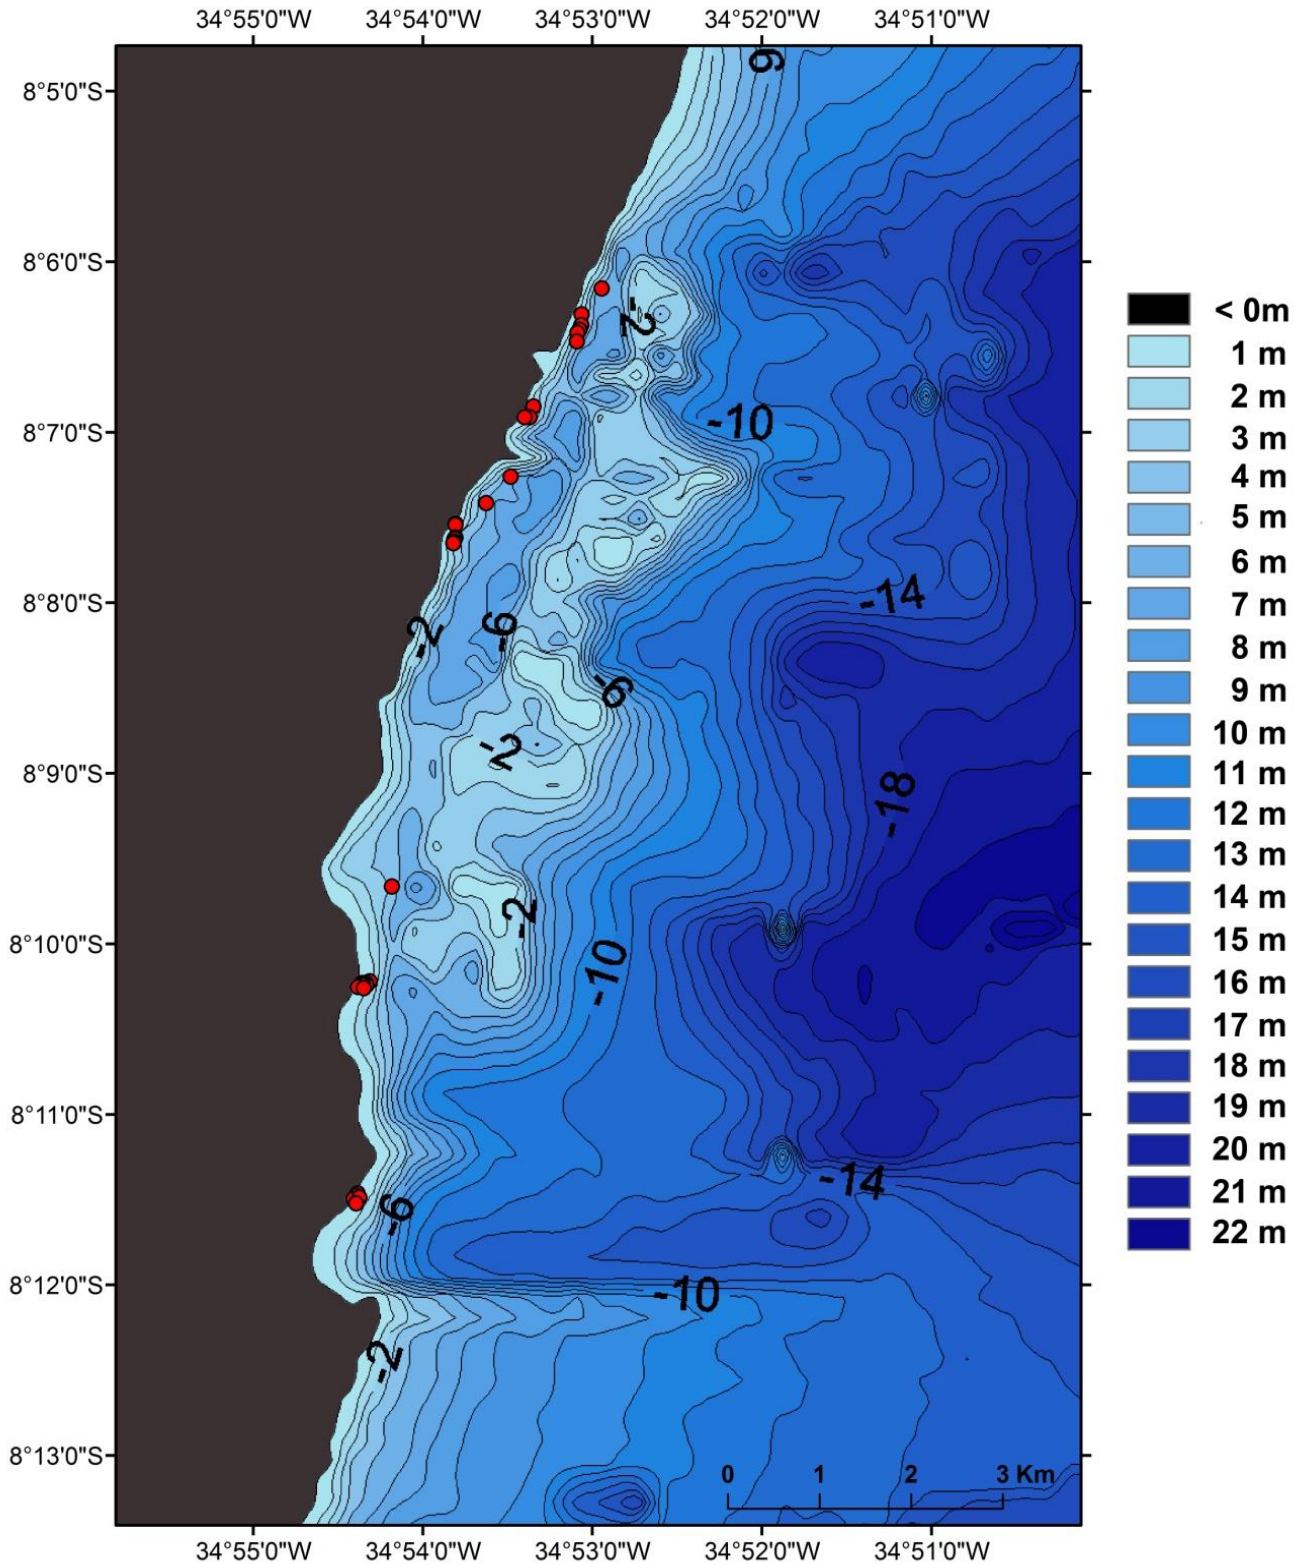 34°55'0"W 34°54'0"W 34°53'0"W 34°52'0"W 34°51'0"W
9
8°5'0"S
8°6'0"S
-2
8°7'0"S
-10
8°8'0"S
-14
-2
-6
-6
-2
8°9'0"S
-18
-2
8°10'0"S
-10
8°11'0"S
-14
-6
8°12'0"S
-10
-2
8°13'0"S
0 1 2 3 Km
34°55'0"W 34°54'0"W 34°53'0"W 34°52'0"W 34°51'0"W
< 0m
1 m
2 m
3 m
4 m
5 m
6 m
7 m
8 m
9 m
10 m
11 m
12 m
13 m
14 m
15 m
16 m
17 m
18 m
19 m
20 m
21 m
22 m